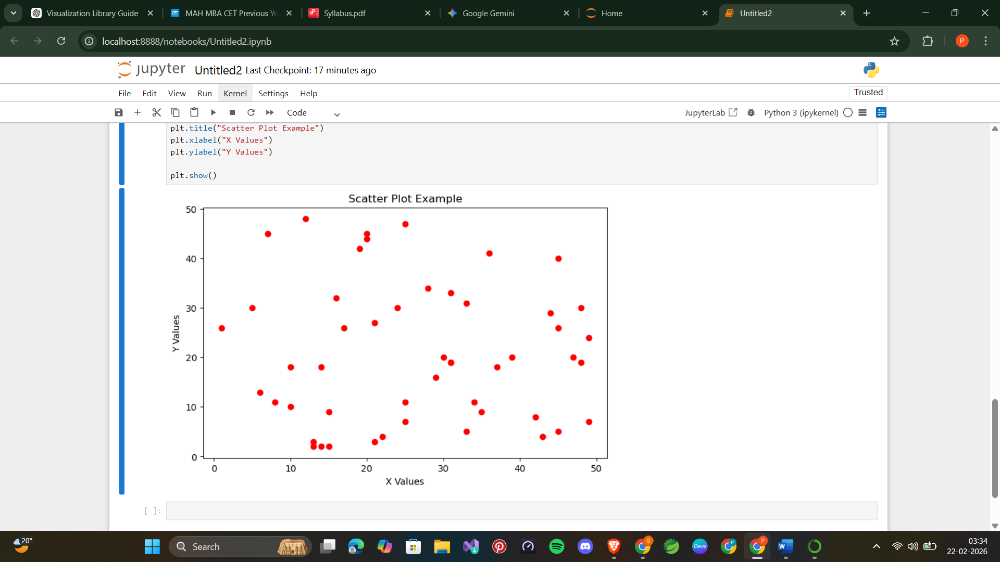 Visualization Library Guide
MAH MBA CET Previous Ye
Syllabus.pdf
Google Gemini
Home
Untitled2
localhost:8888/notebooks/Untitled2.ipynb
P
jupyter Untitled2 Last Checkpoint: 17 minutes ago
File Edit View Run Kernel Settings Help
Trusted
Code
JupyterLab
Python 3 (ipykernel)
plt.title("Scatter Plot Example")
plt.xlabel("X Values")
plt.ylabel("Y Values")
plt.show()
Scatter Plot Example
50
40
30
20
10
0
Y Values
0 10 20 30 40 50
X Values
[ ]:
20°
Search
Canva
S
P
P
03:34
22-02-2026